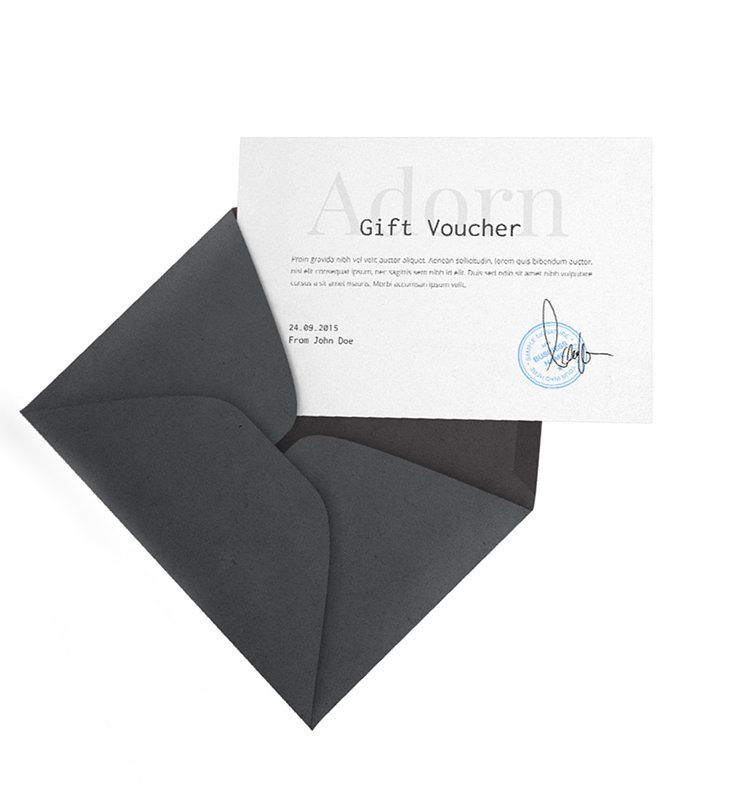 Adorn
Gift Voucher
Proin gravida nibh vel velit auctor aliquet. Aenean sollicitudin, lorem quis bibendum auctor,
nisi elit consequat ipsum, nec sagittis sem nibh id elit. Duis sed odio sit amet nibh vulputate
cursus a sit amet mauris. Morbi accumsan ipsum velit.
24.09.2015
From John Doe
SIMPLE SIGNATURE
BUSINESS